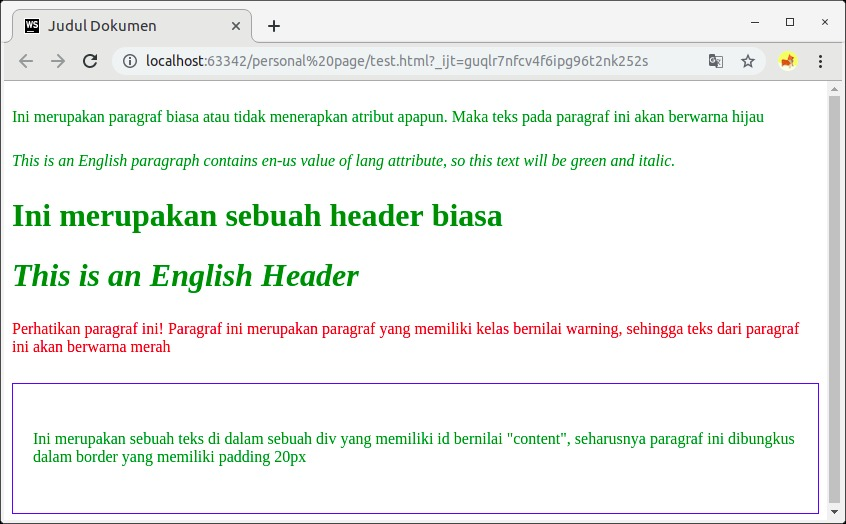 WS
Judul Dokumen
localhost:63342/personal%20page/test.html?_ijt=guqlr7nfcv4f6ipg96t2nk252s
Ini merupakan paragraf biasa atau tidak menerapkan atribut apapun. Maka teks pada paragraf ini akan berwarna hijau
This is an English paragraph contains en-us value of lang attribute, so this text will be green and italic.
Ini merupakan sebuah header biasa
This is an English Header
Perhatikan paragraf ini! Paragraf ini merupakan paragraf yang memiliki kelas bernilai warning, sehingga teks dari paragraf
ini akan berwarna merah
Ini merupakan sebuah teks di dalam sebuah div yang memiliki id bernilai "content", seharusnya paragraf ini dibungkus
dalam border yang memiliki padding 20px